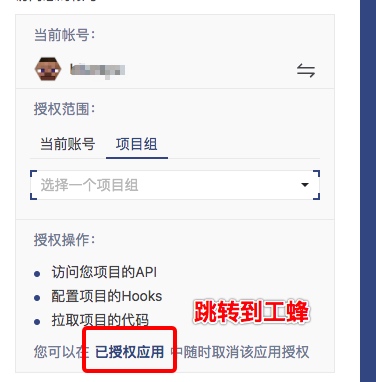 当前帐号：
授权范围：
当前账号 项目组
选择一个项目组
授权操作：
访问您项目的API
配置项目的Hooks
拉取项目的代码
跳转到工蜂
您可以在 已授权应用 中随时取消该应用授权